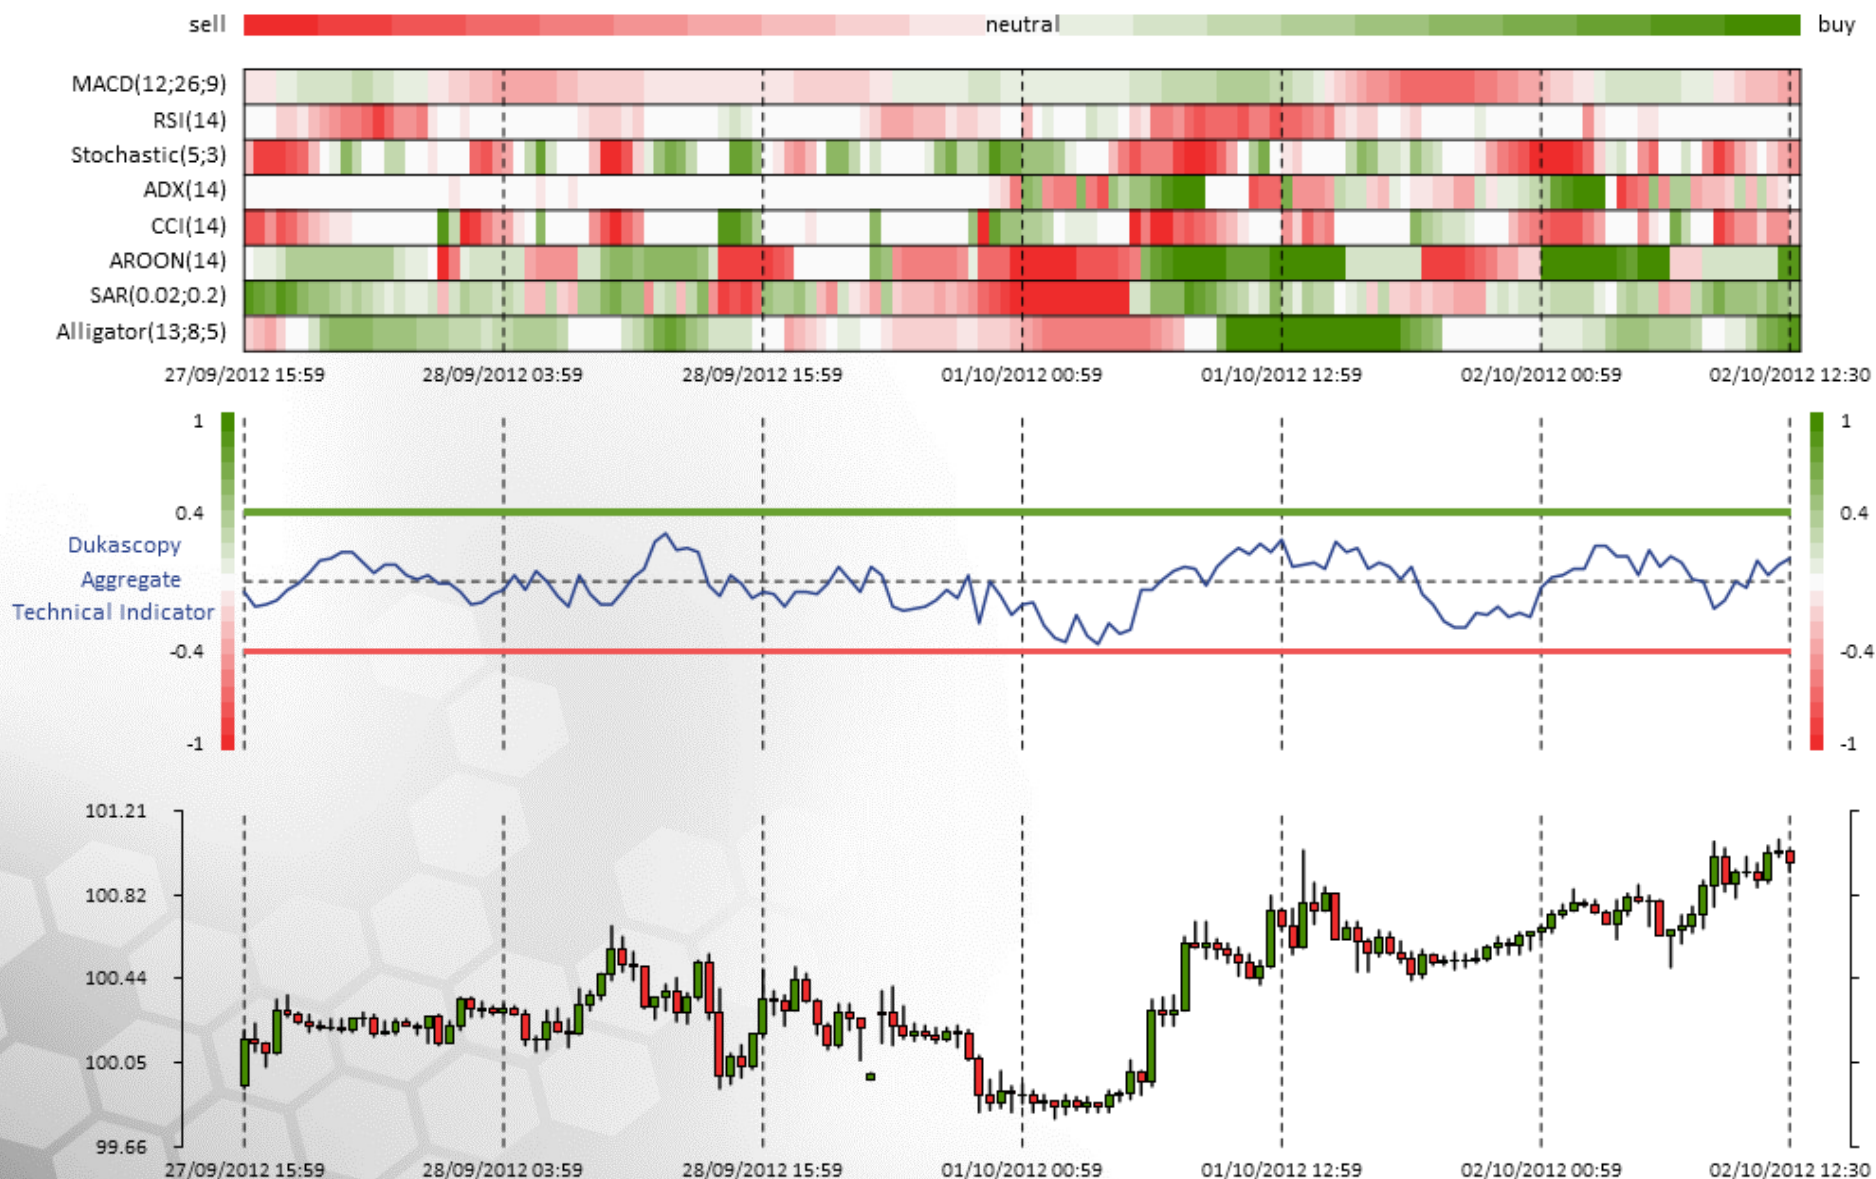 sell neutral buy
MACD(12;26;9)
RSI(14)
Stochastic(5;3)
ADX(14)
CCI(14)
AROON(14)
SAR(0.02;0.2)
Alligator(13;8;5)
27/09/2012 15:59 28/09/2012 03:59 28/09/2012 15:59 01/10/2012 00:59 01/10/2012 12:59 02/10/2012 00:59 02/10/2012 12:30
1 1
0.4 0.4
Dukascopy
Aggregate
Technical Indicator
-0.4 -0.4
-1 -1
101.21
100.82
100.44
100.05
99.66
27/09/2012 15:59 28/09/2012 03:59 28/09/2012 15:59 01/10/2012 00:59 01/10/2012 12:59 02/10/2012 00:59 02/10/2012 12:30